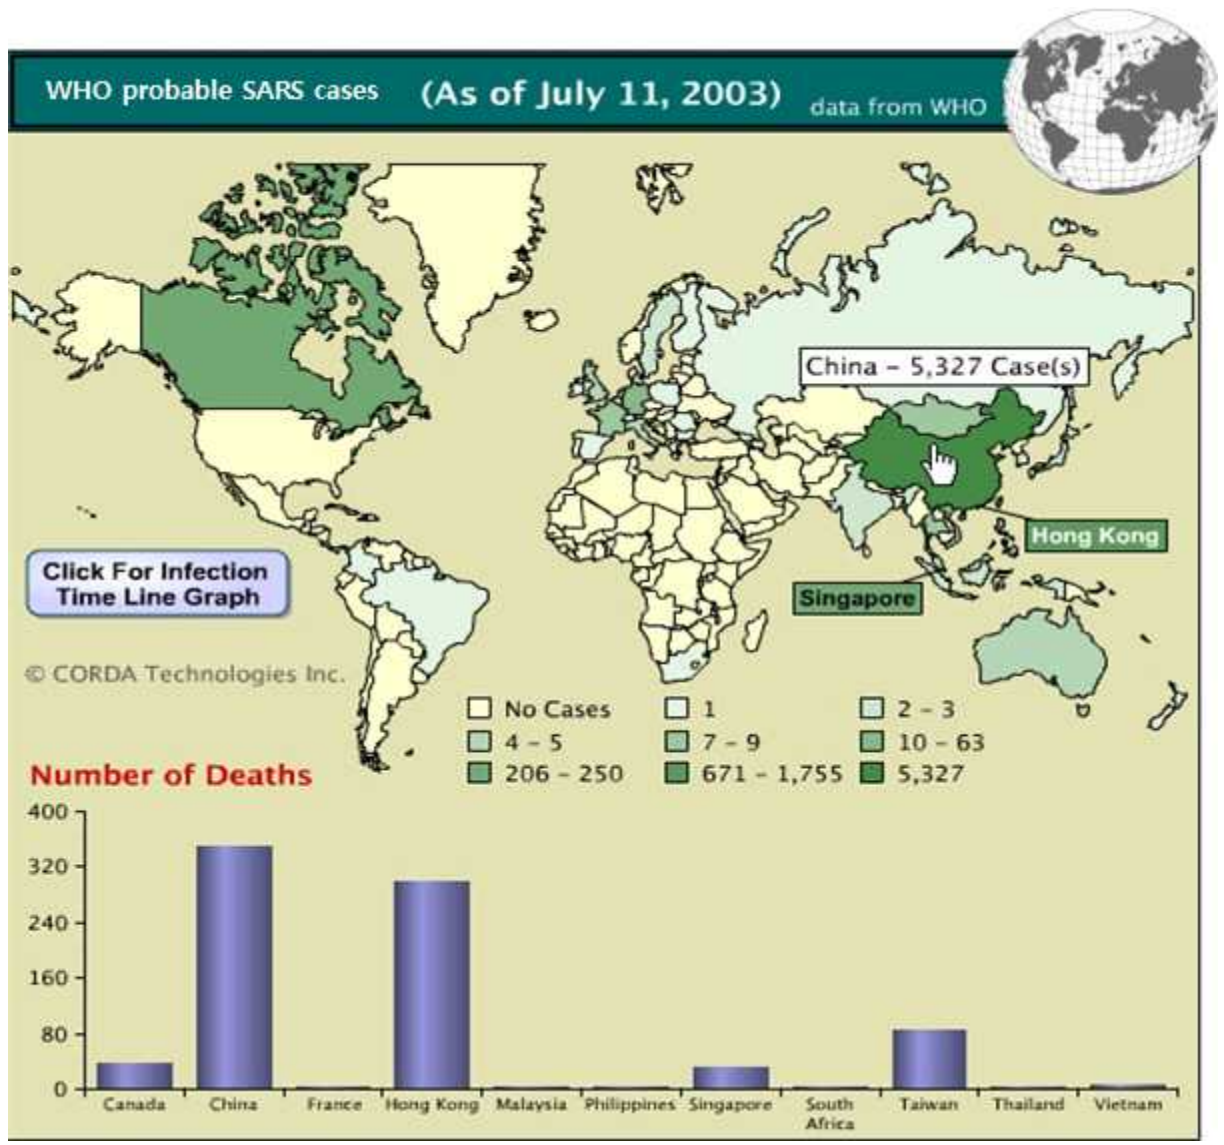 WHO probable SARS cases (As of July 11, 2003) data from WHO
China – 5,327 Case(s)
Hong Kong
Singapore
Click For Infection
Time Line Graph
© CORDA Technologies Inc.
No Cases 1 2 – 3
4 – 5 7 – 9 10 – 63
206 – 250 671 – 1,755 5,327
Number of Deaths
400
320
240
160
80
0
Canada China France Hong Kong Malaysia Philippines Singapore South Africa Taiwan Thailand Vietnam